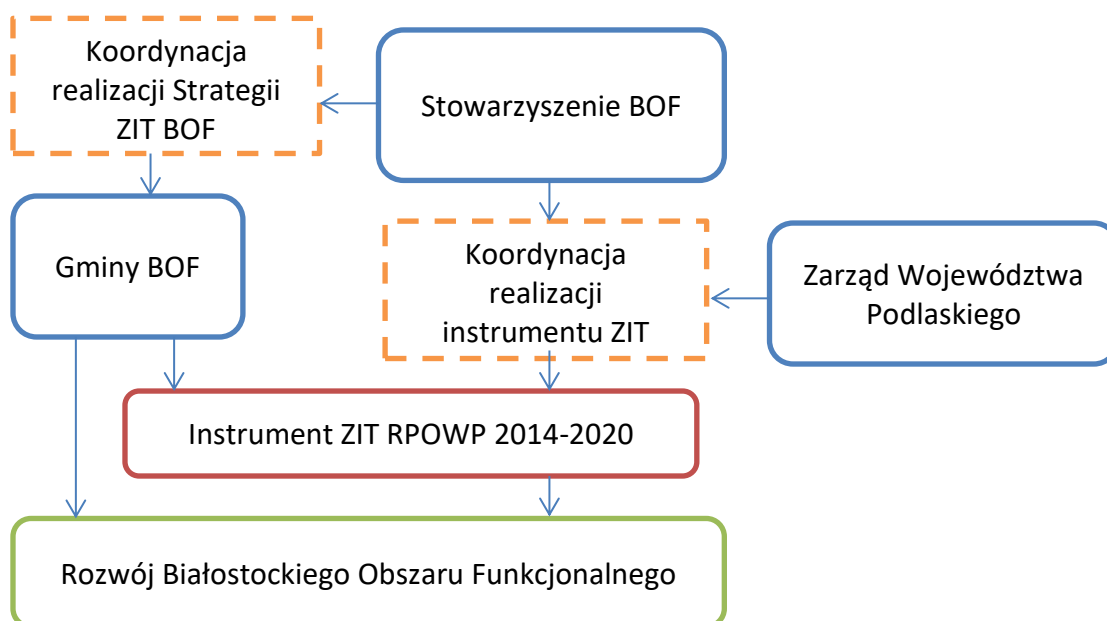 Koordynacja
realizacji Strategii
ZIT BOF
Stowarzyszenie BOF
Gminy BOF
Koordynacja
realizacji
instrumentu ZIT
Zarząd Województwa
Podlaskiego
Instrument ZIT RPOWP 2014-2020
Rozwój Białostockiego Obszaru Funkcjonalnego